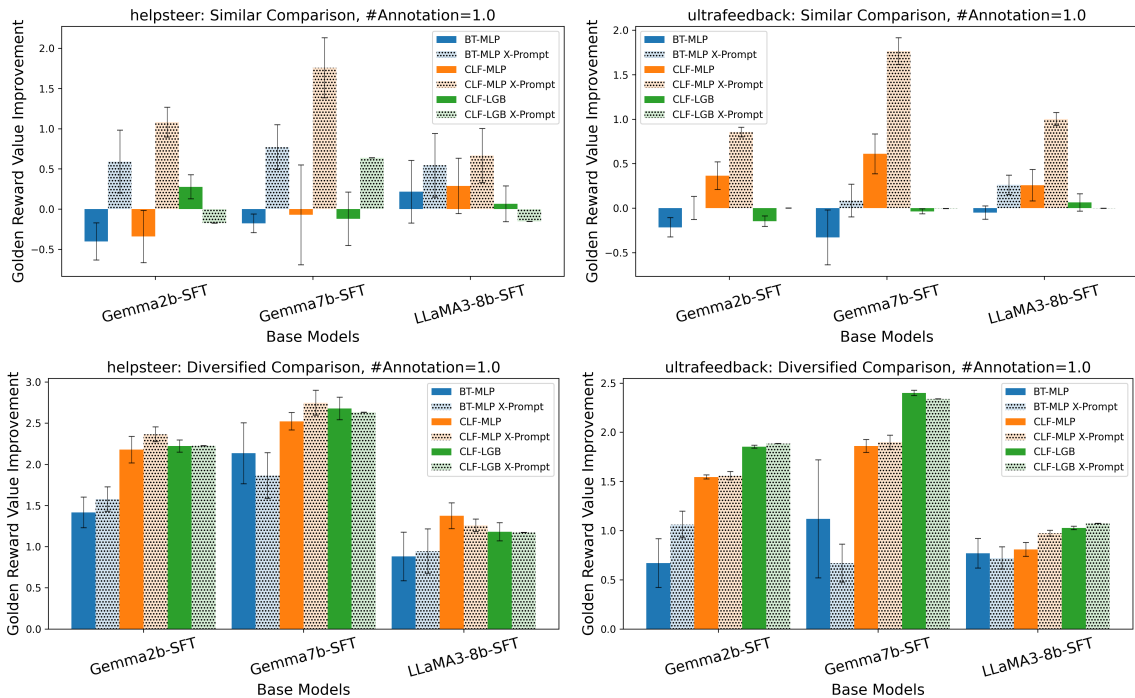 helpsteer: Similar Comparison, #Annotation=1.0
Golden Reward Value Improvement
2.0
1.5
1.0
0.5
0.0
−0.5
BT-MLP
BT-MLP X-Prompt
CLF-MLP
CLF-MLP X-Prompt
CLF-LGB
CLF-LGB X-Prompt
Gemma2b-SFT
Gemma7b-SFT
LLaMA3-8b-SFT
Base Models
ultrafeedback: Similar Comparison, #Annotation=1.0
Golden Reward Value Improvement
2.0
1.5
1.0
0.5
0.0
−0.5
BT-MLP
BT-MLP X-Prompt
CLF-MLP
CLF-MLP X-Prompt
CLF-LGB
CLF-LGB X-Prompt
Gemma2b-SFT
Gemma7b-SFT
LLaMA3-8b-SFT
Base Models
helpsteer: Diversified Comparison, #Annotation=1.0
Golden Reward Value Improvement
3.0
2.5
2.0
1.5
1.0
0.5
0.0
BT-MLP
BT-MLP X-Prompt
CLF-MLP
CLF-MLP X-Prompt
CLF-LGB
CLF-LGB X-Prompt
Gemma2b-SFT
Gemma7b-SFT
LLaMA3-8b-SFT
Base Models
ultrafeedback: Diversified Comparison, #Annotation=1.0
Golden Reward Value Improvement
2.5
2.0
1.5
1.0
0.5
0.0
BT-MLP
BT-MLP X-Prompt
CLF-MLP
CLF-MLP X-Prompt
CLF-LGB
CLF-LGB X-Prompt
Gemma2b-SFT
Gemma7b-SFT
LLaMA3-8b-SFT
Base Models